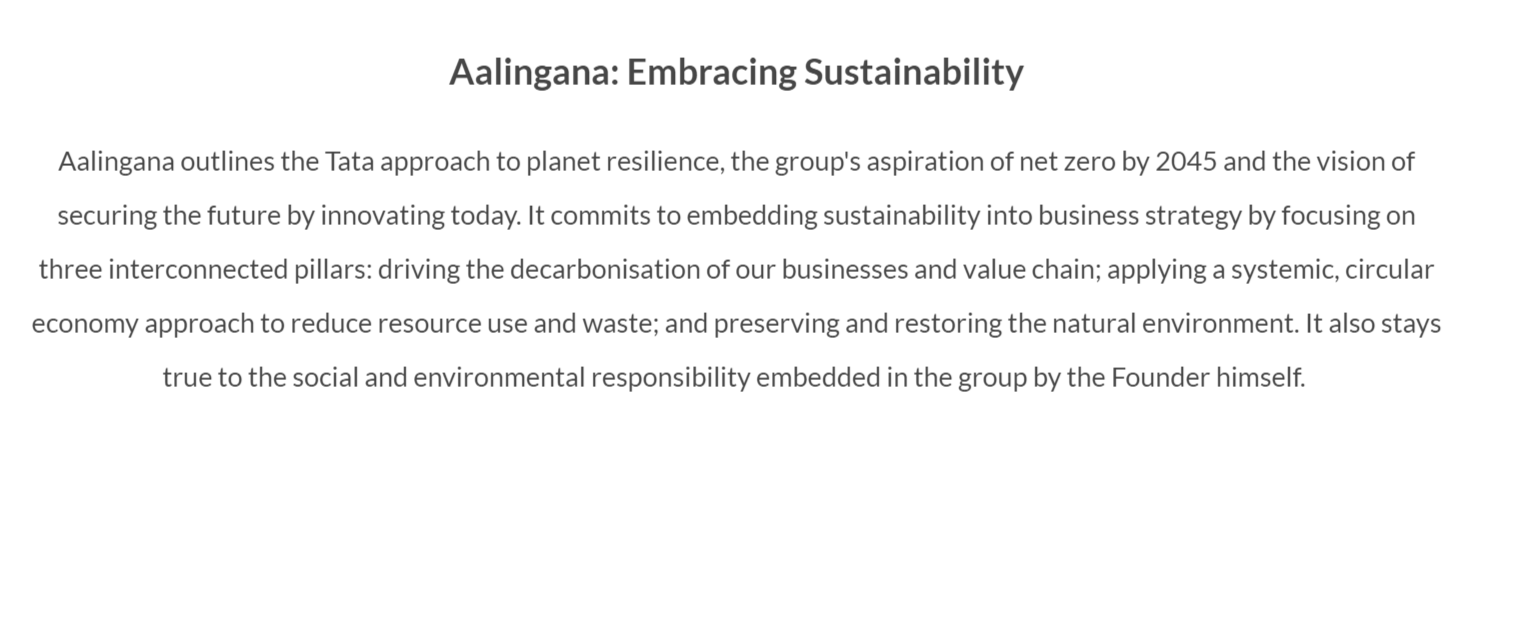 Aalingana: Embracing Sustainability
Aalingana outlines the Tata approach to planet resilience, the group's aspiration of net zero by 2045 and the vision of
securing the future by innovating today. It commits to embedding sustainability into business strategy by focusing on
three interconnected pillars: driving the decarbonisation of our businesses and value chain; applying a systemic, circular
economy approach to reduce resource use and waste; and preserving and restoring the natural environment. It also stays
true to the social and environmental responsibility embedded in the group by the Founder himself.